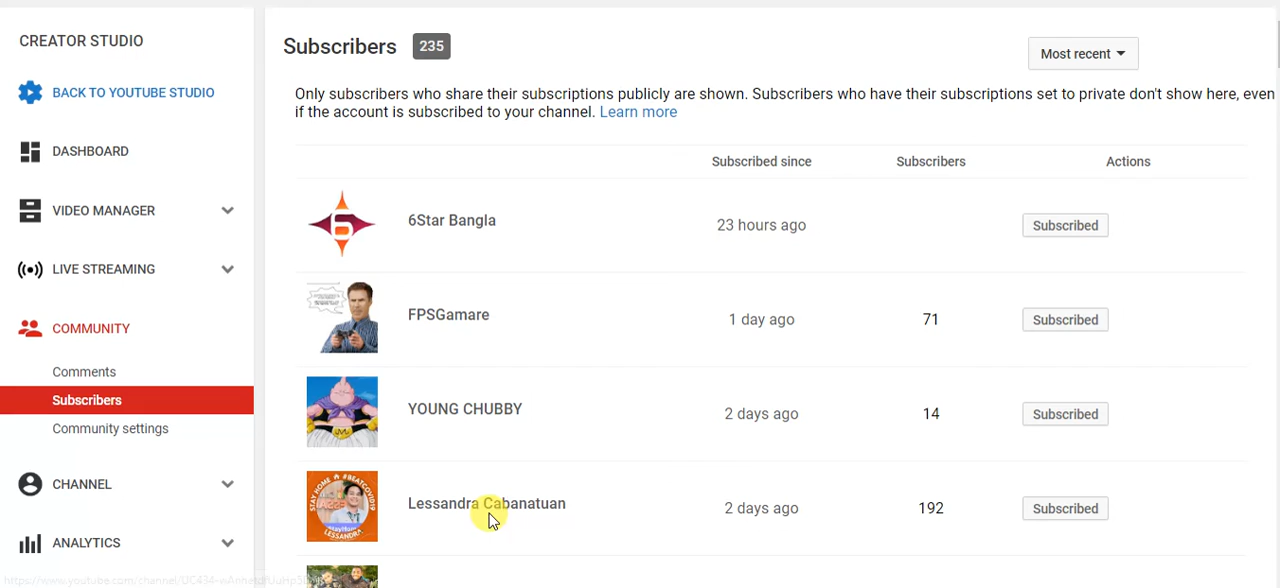 CREATOR STUDIO
BACK TO YOUTUBE STUDIO
DASHBOARD
VIDEO MANAGER
LIVE STREAMING
COMMUNITY
Comments
Subscribers
Community settings
CHANNEL
ANALYTICS
Subscribers 235
Most recent
Only subscribers who share their subscriptions publicly are shown. Subscribers who have their subscriptions set to private don't show here, even
if the account is subscribed to your channel. Learn more
Subscribed since Subscribers Actions
6Star Bangla 23 hours ago Subscribed
FPSGamare 1 day ago 71 Subscribed
YOUNG CHUBBY 2 days ago 14 Subscribed
STAY HOME #BEATCOVID19
LESSANDRA
Lessandra Cabanatuan 2 days ago 192 Subscribed